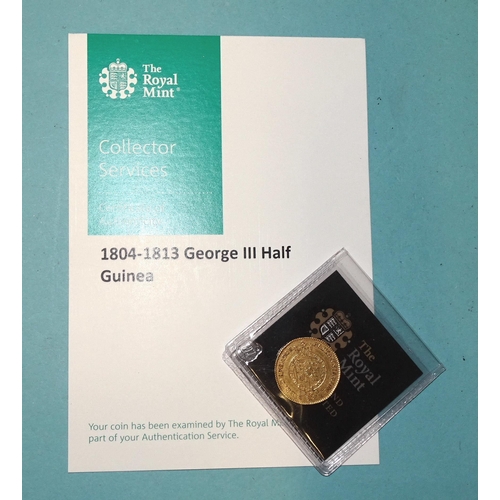 The
Royal
Mint®
Collector
Services
1804-1813 George III Half
Guinea
Your coin has been examined by The Royal
part of your Authentication Service.
The
Royal
Mint